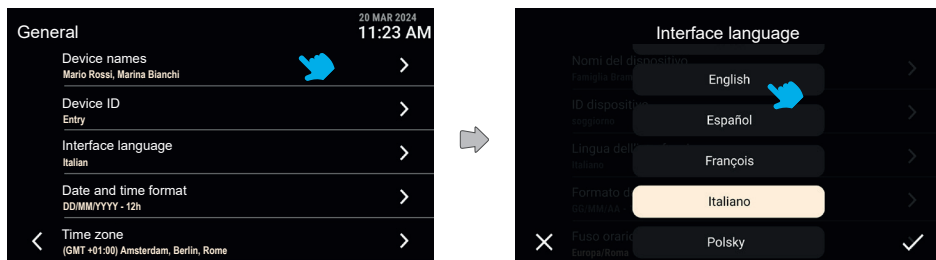 General
20 MAR 2024
11:23 AM
Device names
Mario Rossi, Marina Bianchi
Device ID
Entry
Interface language
Italian
Date and time format
DD/MM/YYYY - 12h
Time zone
(GMT +01:00) Amsterdam, Berlin, Rome
Interface language
Nomi del dispositivo
Famiglia
English
ID
soggiorno
Español
Lingua
Italiano
François
Formato
GG/MM/AA -
Italiano
Fuso orario
Europa/Roma
Polsky